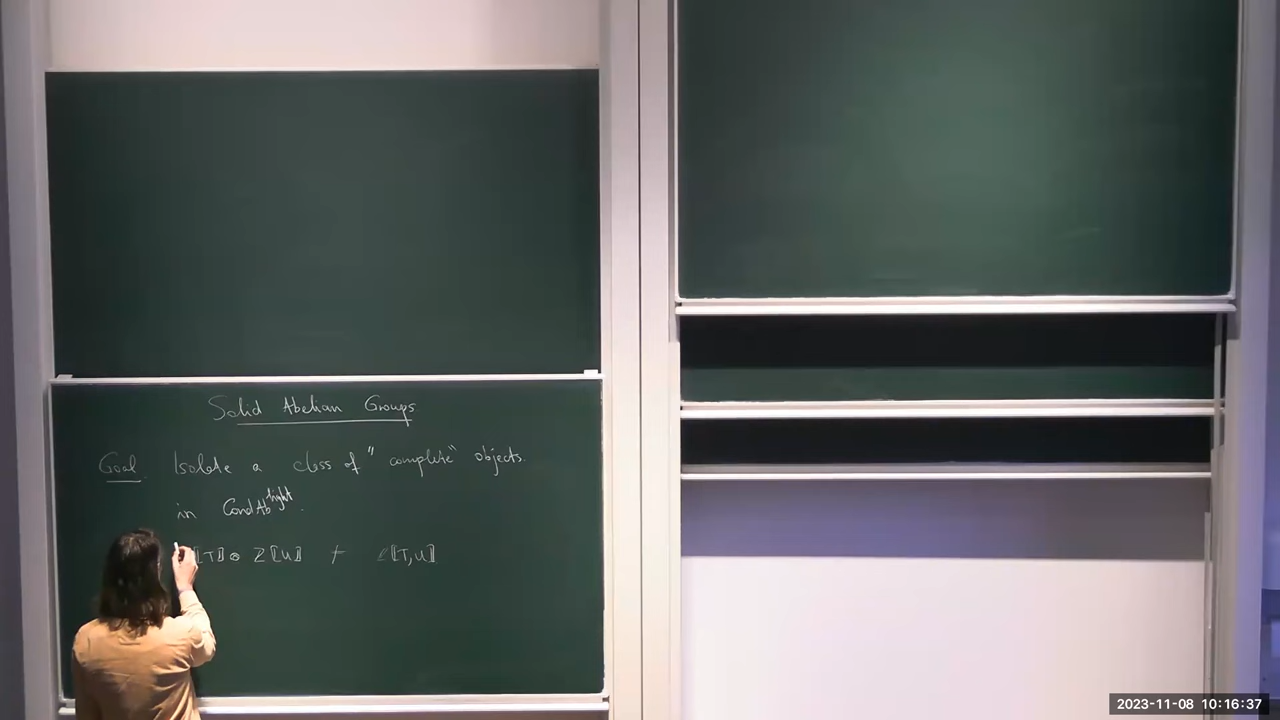 Solid Abelian Groups
Goal Isolate a class of "complete" objects.
in CondAb^light.
⟦T⟧ ⊗ Z⟦U⟧ ≠ Z⟦T,U⟧
2023-11-08 10:16:37